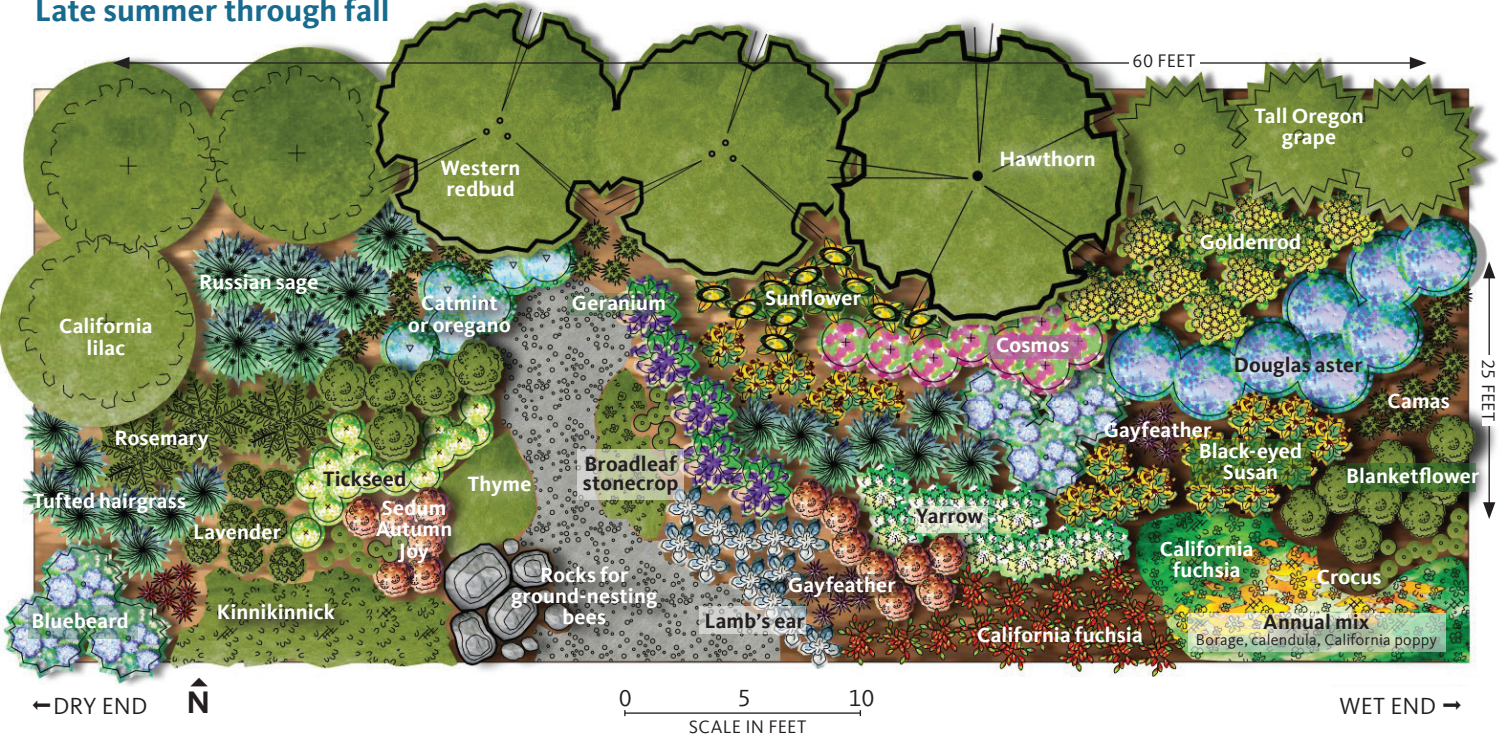 Late summer through fall
60 FEET
Tall Oregon
grape
Western
redbud
Hawthorn
Goldenrod
Russian sage
Catmint
or oregano
Geranium
Sunflower
California
lilac
Cosmos
Douglas aster
25 FEET
Camas
Rosemary
Gayfeather
Black-eyed
Susan
Tickseed
Thyme
Broadleaf
stonecrop
Blanketflower
Tufted hairgrass
Sedum
Autumn
Joy
Lavender
Yarrow
California
fuchsia
Crocus
Rocks for
ground-nesting
bees
Gayfeather
Kinnikinnick
Bluebeard
Lamb's ear
California fuchsia
Annual mix
Borage, calendula, California poppy
←DRY END
N
0 5 10
SCALE IN FEET
WET END →